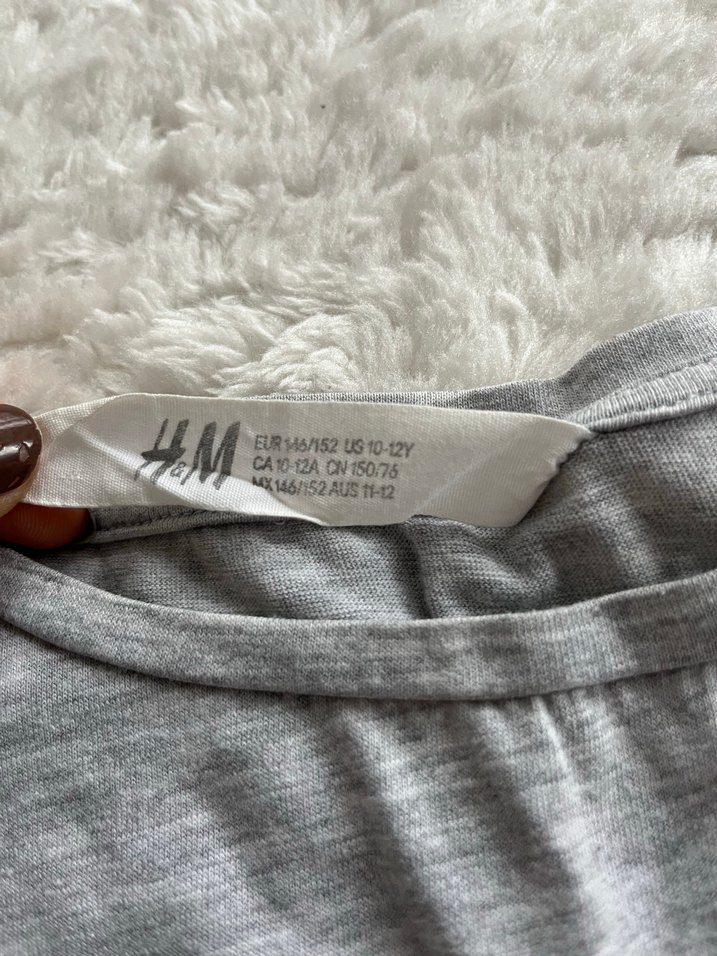 H&M
EUR 146/152 US 10-12Y
CA 10-12A CN 150/76
MX 146/152 AUS 11-12